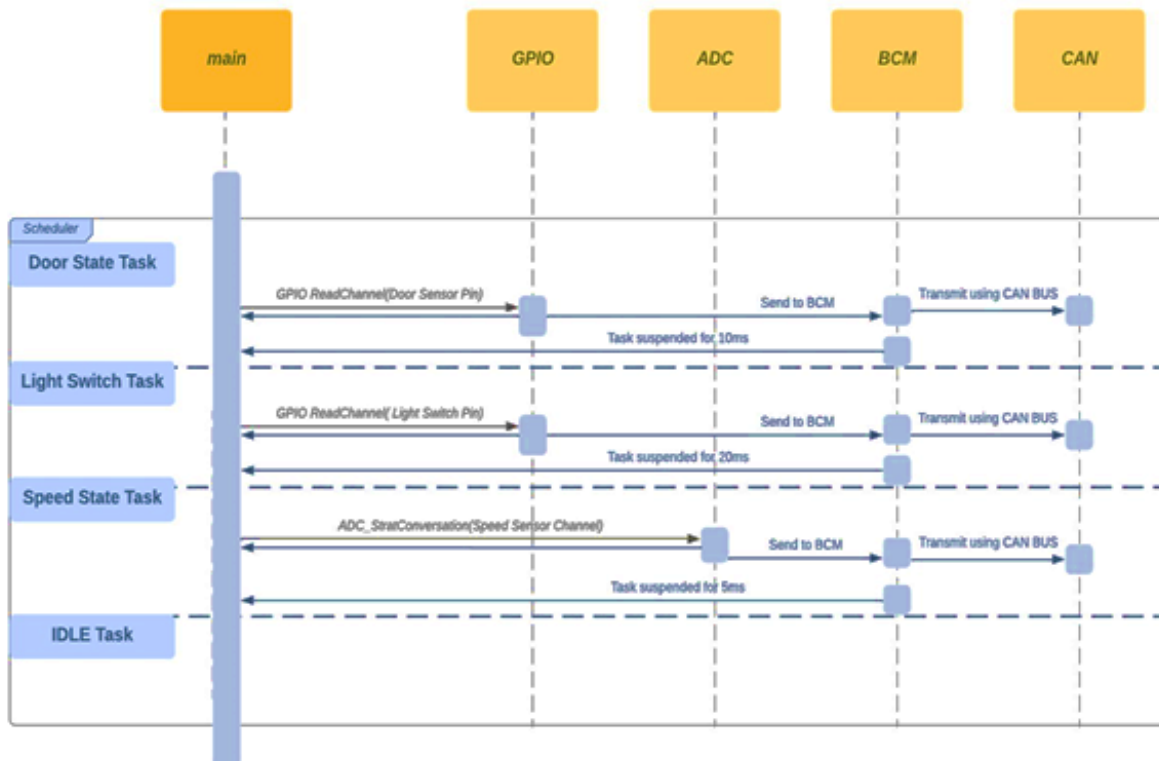 main
GPIO
ADC
BCM
CAN
Scheduler
Door State Task
GPIO ReadChannel(Door Sensor Pin)
Send to BCM
Transmit using CAN BUS
Task suspended for 10ms
Light Switch Task
GPIO ReadChannel( Light Switch Pin)
Send to BCM
Transmit using CAN BUS
Task suspended for 20ms
Speed State Task
ADC_StratConversation(Speed Sensor Channel)
Send to BCM
Transmit using CAN BUS
Task suspended for 5ms
IDLE Task